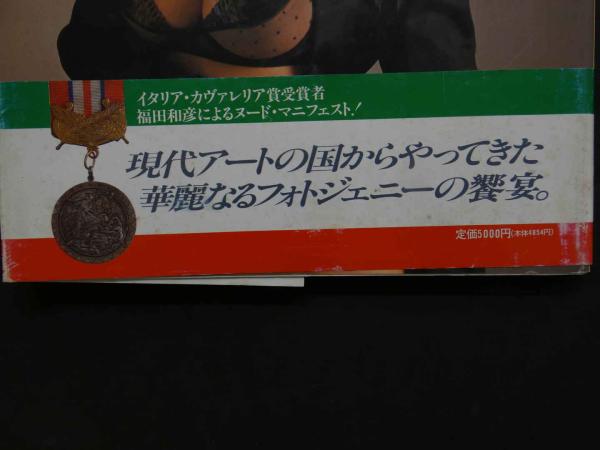 イタリア・カヴァレリア賞受賞者
福田和彦によるヌード・マニフェスト!
現代アートの国からやってきた
華麗なるフォトジェニーの饗宴。
定価5000円(本体4854円)